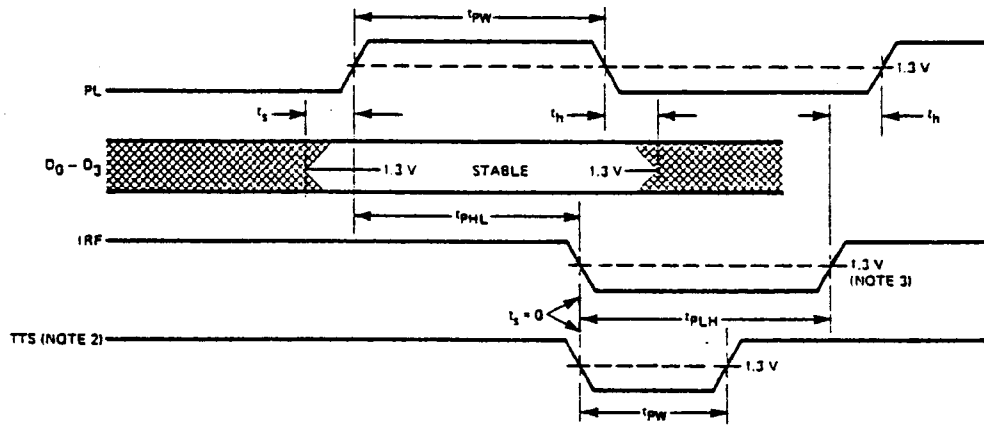 tPW
1.3 V
PL
ts
th
th
D0 – D3
1.3 V
STABLE
1.3 V
tPHL
IRF
1.3 V
(NOTE 3)
ts = 0
tPLH
TTS (NOTE 2)
1.3 V
tPW